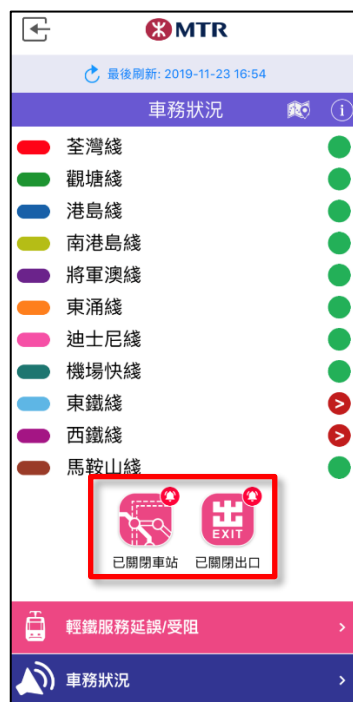 MTR
最後刷新: 2019-11-23 16:54
車務狀況
荃灣綫
觀塘綫
港島綫
南港島綫
將軍澳綫
東涌綫
迪士尼綫
機場快綫
東鐵綫
西鐵綫
馬鞍山綫
出
EXIT
已關閉車站 已關閉出口
輕鐵服務延誤/受阻
車務狀況